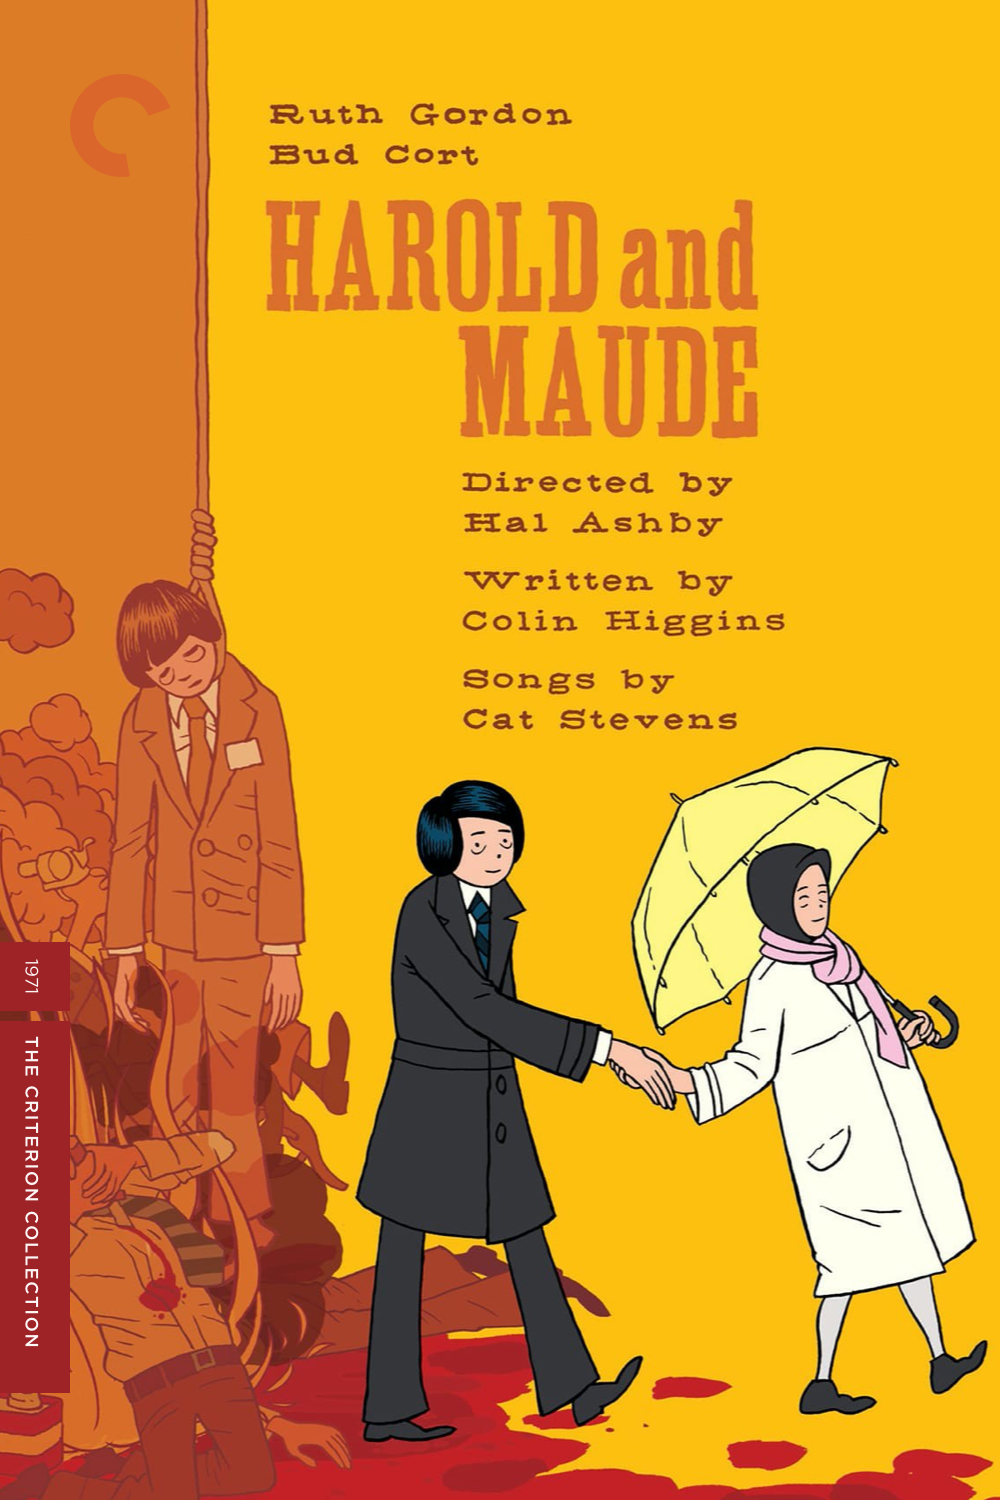 Ruth Gordon
Bud Cort
HAROLD and
MAUDE
Directed by
Hal Ashby
Written by
Colin Higgins
Songs by
Cat Stevens
1971
THE CRITERION COLLECTION